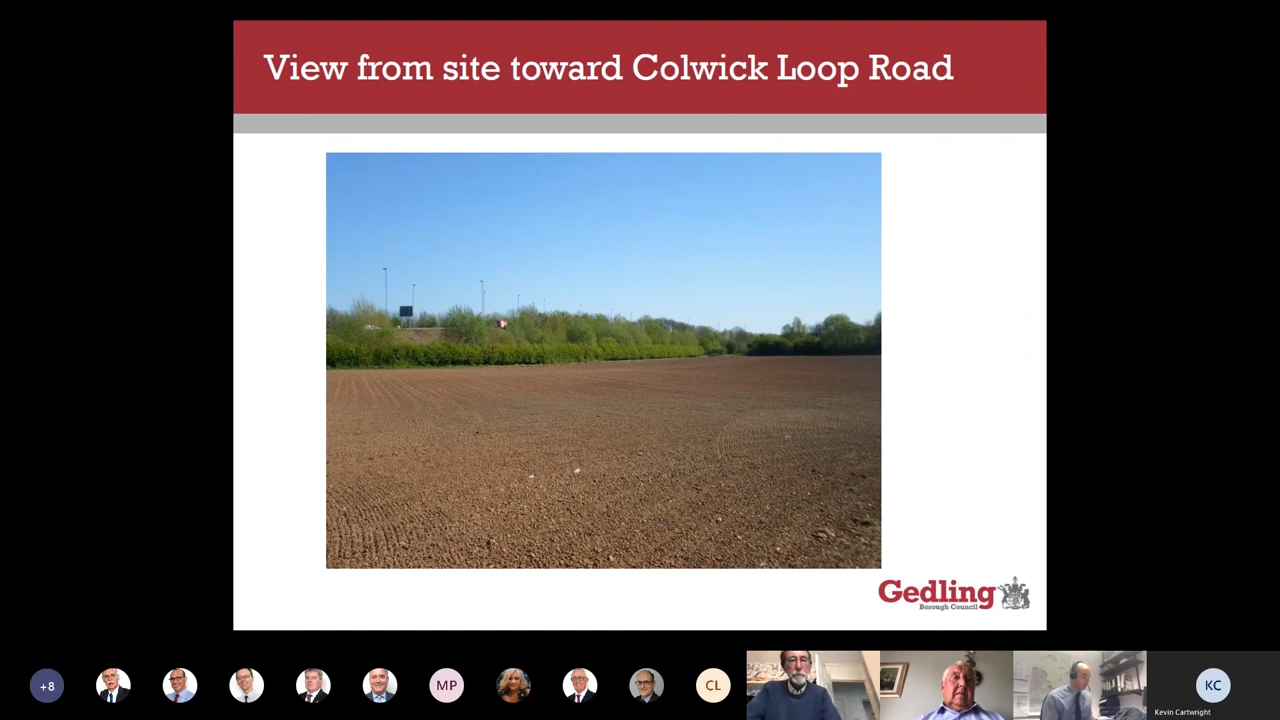 View from site toward Colwick Loop Road
Gedling
Borough Council
+8
MP
CL
KC
Kevin Cartwright